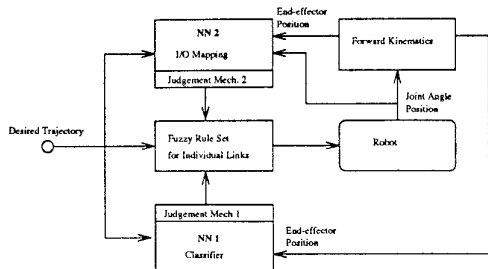 End-effector
Position
NN 2
I/O Mapping
Judgement Mech. 2
Forward Kinematics
Joint Angle
Position
Desired Trajectory
Fuzzy Rule Set
for Individual Links
Robot
Judgement Mech 1
NN 1
Classifier
End-effector
Position